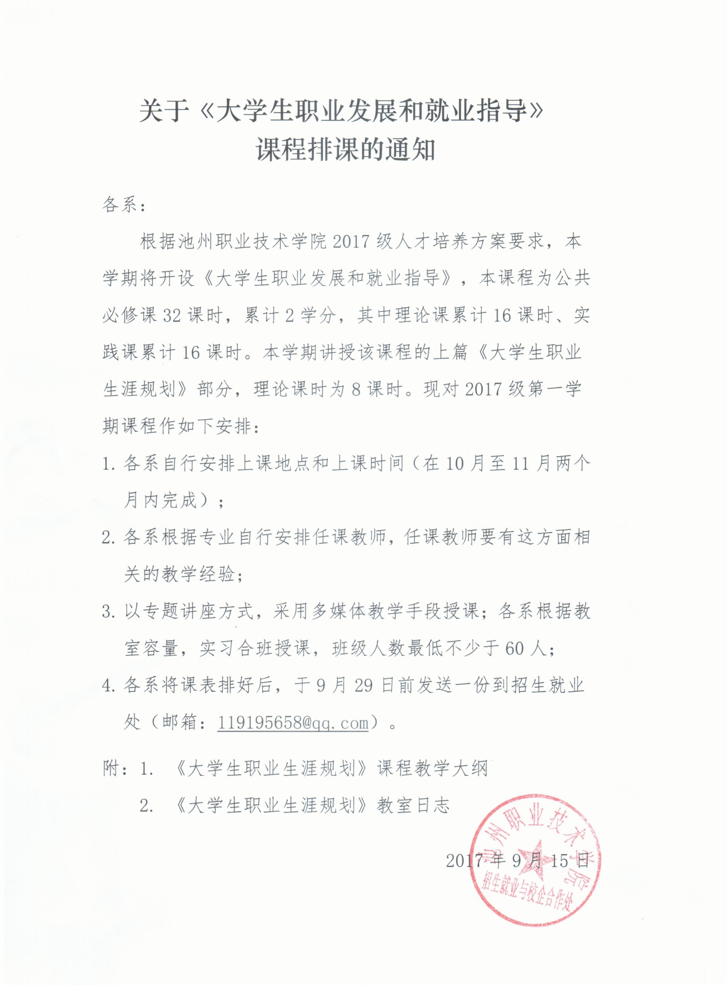 关于《大学生职业发展和就业指导》
课程排课的通知
各系：
根据池州职业技术学院 2017 级人才培养方案要求，本
学期将开设《大学生职业发展和就业指导》，本课程为公共
必修课 32 课时，累计 2 学分，其中理论课累计 16 课时、实
践课累计 16 课时。本学期讲授该课程的上篇《大学生职业
生涯规划》部分，理论课时为 8 课时。现对 2017 级第一学
期课程作如下安排：
1. 各系自行安排上课地点和上课时间（在 10 月至 11 月两个
月内完成）；
2. 各系根据专业自行安排任课教师，任课教师要有这方面相
关的教学经验；
3. 以专题讲座方式，采用多媒体教学手段授课；各系根据教
室容量，实习合班授课，班级人数最低不少于 60 人；
4. 各系将课表排好后，于 9 月 29 日前发送一份到招生就业
处（邮箱：119195658@qq.com）。
附：1. 《大学生职业生涯规划》课程教学大纲
2. 《大学生职业生涯规划》教室日志
2017 年 9 月 15 日
池州职业技术学院
招生就业与校企合作处